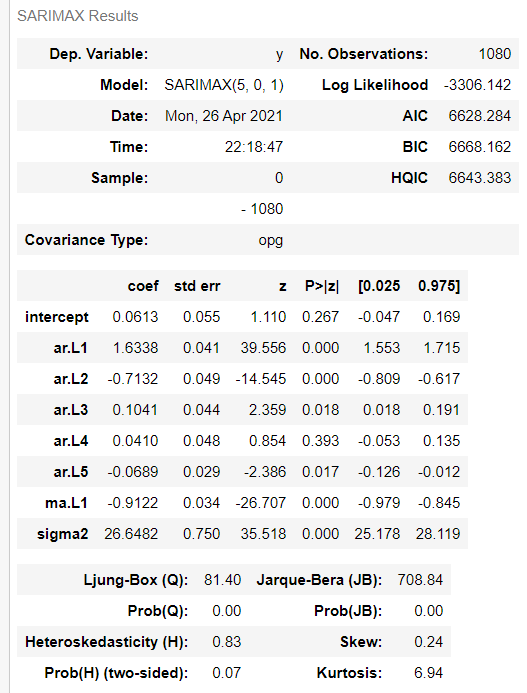 SARIMAX Results
Dep. Variable: y No. Observations: 1080
Model: SARIMAX(5, 0, 1) Log Likelihood -3306.142
Date: Mon, 26 Apr 2021 AIC 6628.284
Time: 22:18:47 BIC 6668.162
Sample: 0 HQIC 6643.383
- 1080
Covariance Type: opg
coef std err z P>|z| [0.025 0.975]
intercept 0.0613 0.055 1.110 0.267 -0.047 0.169
ar.L1 1.6338 0.041 39.556 0.000 1.553 1.715
ar.L2 -0.7132 0.049 -14.545 0.000 -0.809 -0.617
ar.L3 0.1041 0.044 2.359 0.018 0.018 0.191
ar.L4 0.0410 0.048 0.854 0.393 -0.053 0.135
ar.L5 -0.0689 0.029 -2.386 0.017 -0.126 -0.012
ma.L1 -0.9122 0.034 -26.707 0.000 -0.979 -0.845
sigma2 26.6482 0.750 35.518 0.000 25.178 28.119
Ljung-Box (Q): 81.40 Jarque-Bera (JB): 708.84
Prob(Q): 0.00 Prob(JB): 0.00
Heteroskedasticity (H): 0.83 Skew: 0.24
Prob(H) (two-sided): 0.07 Kurtosis: 6.94